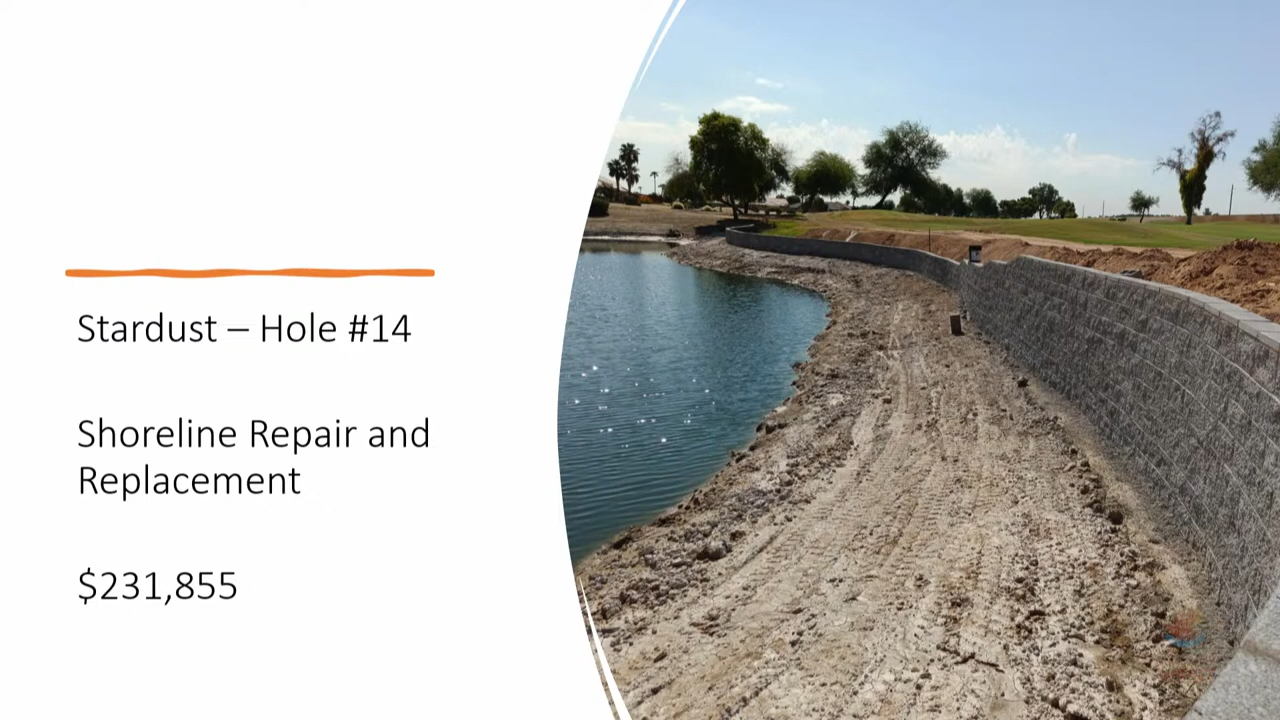 Stardust – Hole #14
Shoreline Repair and
Replacement
$231,855